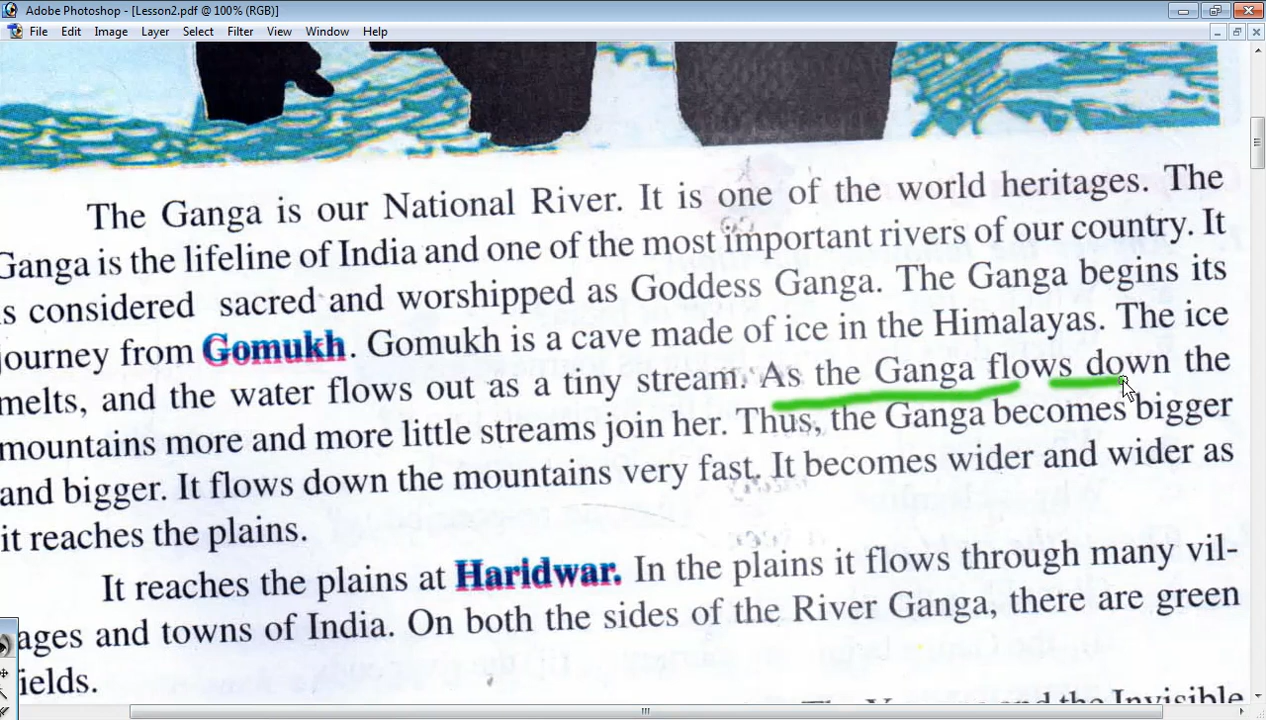 Adobe Photoshop - [Lesson2.pdf @ 100% (RGB)]
File Edit Image Layer Select Filter View Window Help
The Ganga is our National River. It is one of the world heritages. The
Ganga is the lifeline of India and one of the most important rivers of our country. It
s considered sacred and worshipped as Goddess Ganga. The Ganga begins its
journey from Gomukh. Gomukh is a cave made of ice in the Himalayas. The ice
melts, and the water flows out as a tiny stream. As the Ganga flows down the
mountains more and more little streams join her. Thus, the Ganga becomes bigger
and bigger. It flows down the mountains very fast. It becomes wider and wider as
it reaches the plains.
It reaches the plains at Haridwar. In the plains it flows through many vil-
ages and towns of India. On both the sides of the River Ganga, there are green
ields.
and the Invisible